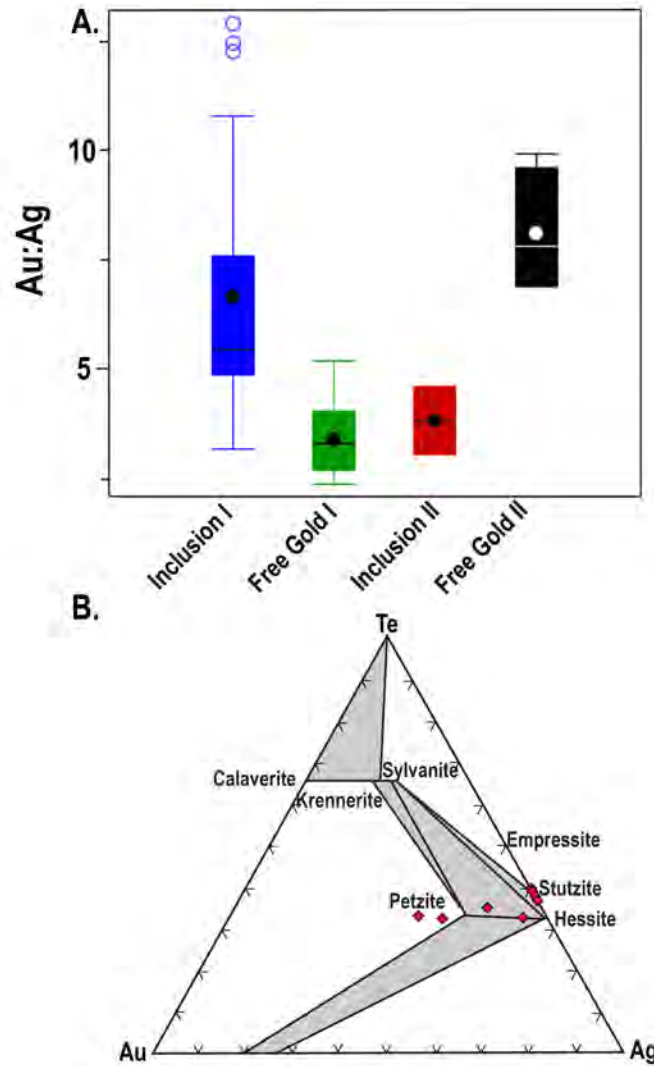 A.
Au:Ag
10
5
Inclusion I
Free Gold I
Inclusion II
Free Gold II
B.
Te
Calaverite
Sylvanite
Krennerite
Empressite
Stutzite
Petzite
Hessite
Au
Ag